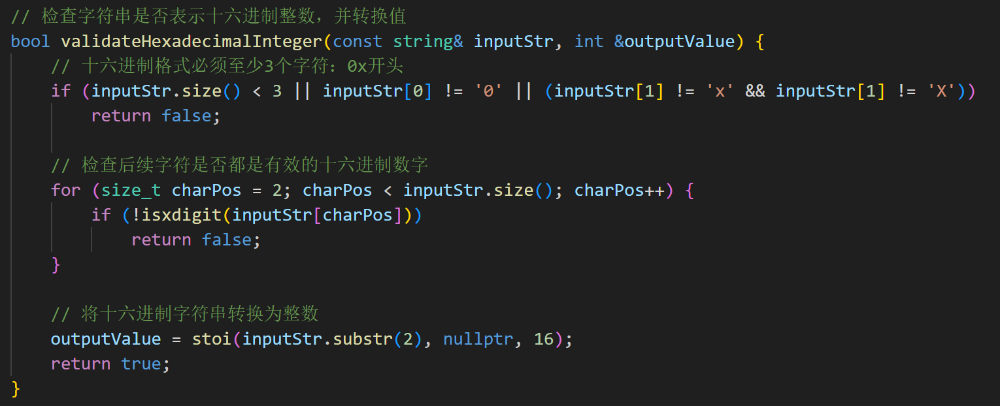 // 检查字符串是否表示十六进制整数，并转换值
bool validateHexadecimalInteger(const string& inputStr, int &outputValue) {
    // 十六进制格式必须至少3个字符：0x开头
    if (inputStr.size() < 3 || inputStr[0] != '0' || (inputStr[1] != 'x' && inputStr[1] != 'X'))
        return false;

    // 检查后续字符是否都是有效的十六进制数字
    for (size_t charPos = 2; charPos < inputStr.size(); charPos++) {
        if (!isxdigit(inputStr[charPos]))
            return false;
    }

    // 将十六进制字符串转换为整数
    outputValue = stoi(inputStr.substr(2), nullptr, 16);
    return true;
}